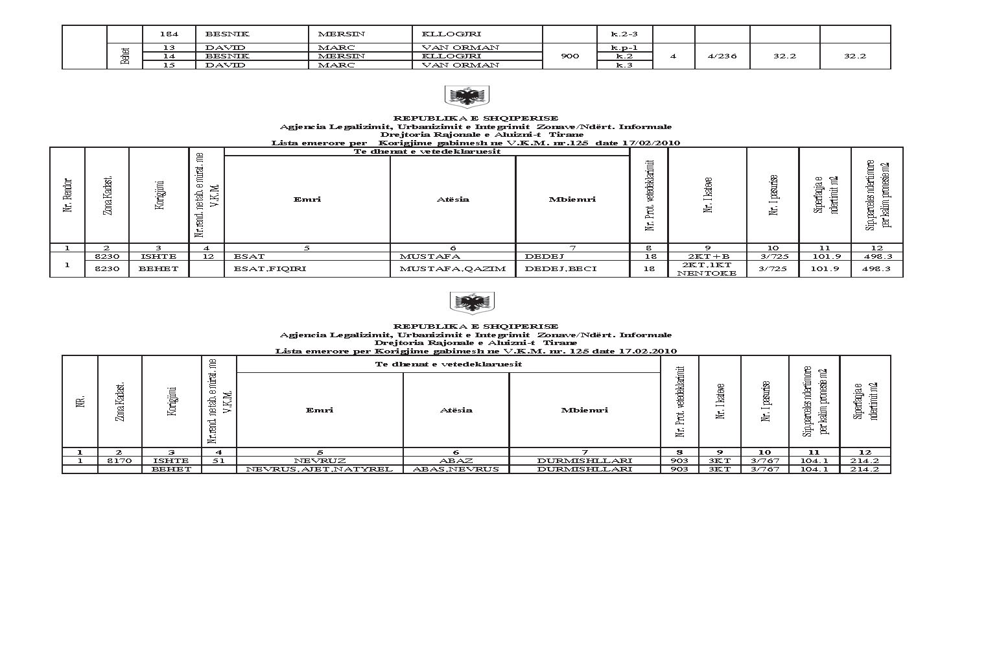 184 BESNIK MERSIN KLLOGJRI k.2-3
Behet 13 DAVID MARC VAN ORMAN 900 k.p-1 4 4/236 32.2 32.2
14 BESNIK MERSIN KLLOGJRI k.2
15 DAVID MARC VAN ORMAN k.3
REPUBLIKA E SHQIPERISE
Agjencia Legalizimit, Urbanizimit e Integrimit Zonave/Ndërt. Informale
Drejtoria Rajonale e Aluizni-t Tirane
Lista emerore per Korigjime gabimesh ne V.K.M. nr.125 date 17/02/2010
Nr. Rendor
Zona Kadast.
Korigjimi
Nr.rend. ne tab. e mirat. me
V.K.M.
Te dhenat e vetedeklaruesit
Emri Atësia Mbiemri
Nr. Prot. vetedeklarimit
Nr. I kateve
Nr. I pasurise
Siperfaqja e
ndertimit m2
Sip.parceles ndertimore
per kalim pronesie m2
1 2 3 4 5 6 7 8 9 10 11 12
1 8230 ISHTE 12 ESAT MUSTAFA DEDEJ 18 2KT+B 3/725 101.9 498.3
8230 BEHET ESAT,FIQIRI MUSTAFA,QAZIM DEDEJ,BECI 18 2KT,1KT NENTOKE 3/725 101.9 498.3
REPUBLIKA E SHQIPERISE
Agjencia Legalizimit, Urbanizimit e Integrimit Zonave/Ndërt. Informale
Drejtoria Rajonale e Aluizni-t Tirane
Lista emerore per Korigjime gabimesh ne V.K.M. nr. 125 date 17.02.2010
NR.
Zona Kadast.
Korigjimi
Nr.rend. ne tab. e mirat. me
V.K.M.
Te dhenat e vetedeklaruesit
Emri Atësia Mbiemri
Nr. Prot. vetedeklarimit
Nr. I kateve
Nr. I pasurise
Sip.parceles ndertimore
per kalim pronesie m2
Siperfaqja e
ndertimit m2
1 2 3 4 5 6 7 8 9 10 11 12
1 8170 ISHTE 51 NEVRUZ ABAZ DURMISHLLARI 903 3KT 3/767 104.1 214.2
BEHET NEVRUS,AJET,NATYREL ABAS,NEVRUS DURMISHLLARI 903 3KT 3/767 104.1 214.2